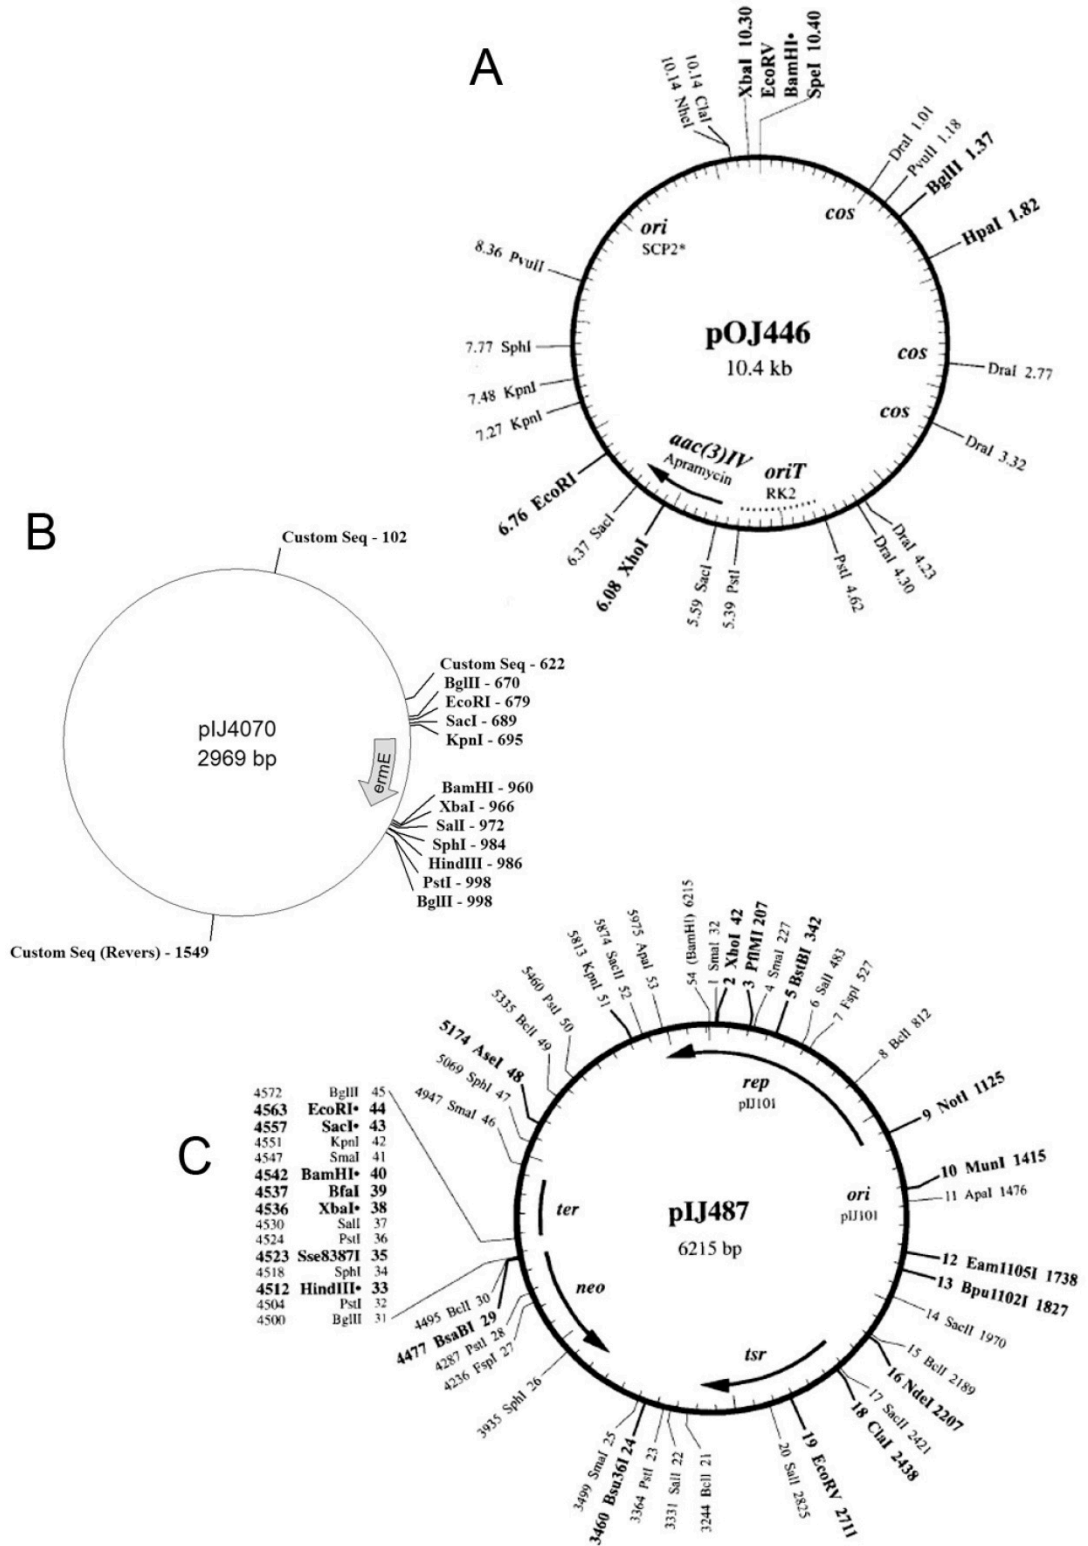 A
10.14 NheI
10.14 ClaI
XbaI 10.30
EcoRV
BamHI•
SpeI 10.40
DraI 1.01
PvuII 1.18
BglII 1.37
HpaI 1.82
DraI 2.77
DraI 3.32
DraI 4.23
DraI 4.30
PstI 4.62
5.39 PstI
5.59 SacI
6.08 XhoI
6.37 SacI
6.76 EcoRI
7.27 KpnI
7.48 KpnI
7.77 SphI
8.36 PvuII
cos
ori
SCP2*
pOJ446
10.4 kb
cos
cos
aac(3)IV
Apramycin
oriT
RK2
B
Custom Seq - 102
Custom Seq - 622
BglII - 670
EcoRI - 679
SacI - 689
KpnI - 695
pIJ4070
2969 bp
ermE
BamHI - 960
XbaI - 966
SalI - 972
SphI - 984
HindIII - 986
PstI - 998
BglII - 998
Custom Seq (Revers) - 1549
C
54 (BamHI) 6215
1 SmaI 32
2 XhoI 42
3 PflMI 207
4 SmaI 227
5 BstBI 342
6 SalI 483
7 FspI 527
8 BclI 812
9 NotI 1125
10 MunI 1415
11 ApaI 1476
12 Eam1105I 1738
13 Bpu1102I 1827
14 SacII 1970
15 BclI 2189
16 NdeI 2207
17 SacII 2421
18 ClaI 2438
19 EcoRV 2711
20 SalI 2825
3244 BclI 21
3331 SalI 22
3364 PstI 23
3460 Bsu36I 24
3499 SmaI 25
3935 SphI 26
4236 FspI 27
4287 PstI 28
4477 BsaBI 29
4495 BclI 30
4572 BglII 45
4563 EcoRI• 44
4557 SacI• 43
4551 KpnI 42
4547 SmaI 41
4542 BamHI• 40
4537 BfaI 39
4536 XbaI• 38
4530 SalI 37
4524 PstI 36
4523 Sse8387I 35
4518 SphI 34
4512 HindIII• 33
4504 PstI 32
4500 BglII 31
4947 SmaI 46
5069 SphI 47
5174 AseI 48
5335 BclI 49
5460 PstI 50
5813 KpnI 51
5874 SacII 52
5975 ApaI 53
rep
pIJ101
ori
pIJ101
pIJ487
6215 bp
ter
neo
tsr